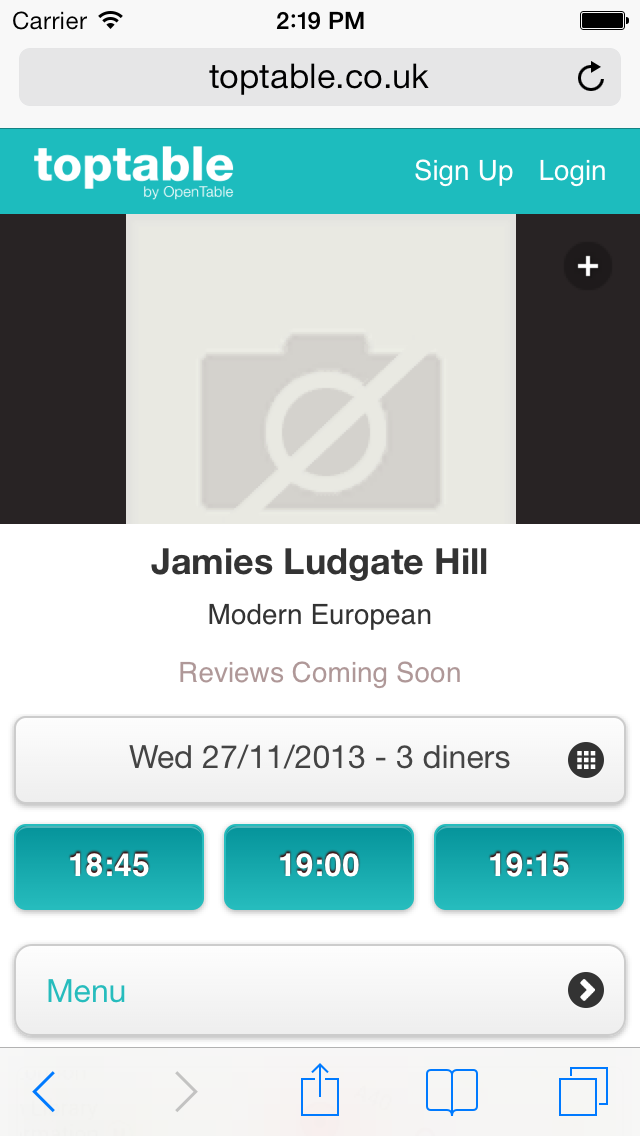 Carrier 2:19 PM
toptable.co.uk
toptable
by OpenTable
Sign Up Login
Jamies Ludgate Hill
Modern European
Reviews Coming Soon
Wed 27/11/2013 - 3 diners
18:45 19:00 19:15
Menu